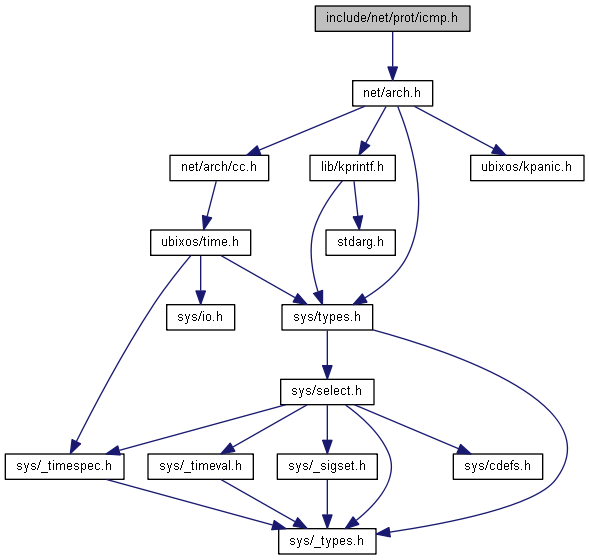 include/net/prot/icmp.h
net/arch.h
net/arch/cc.h
lib/kprintf.h
ubixos/kpanic.h
ubixos/time.h
stdarg.h
sys/io.h
sys/types.h
sys/select.h
sys/_timespec.h
sys/_timeval.h
sys/_sigset.h
sys/cdefs.h
sys/_types.h